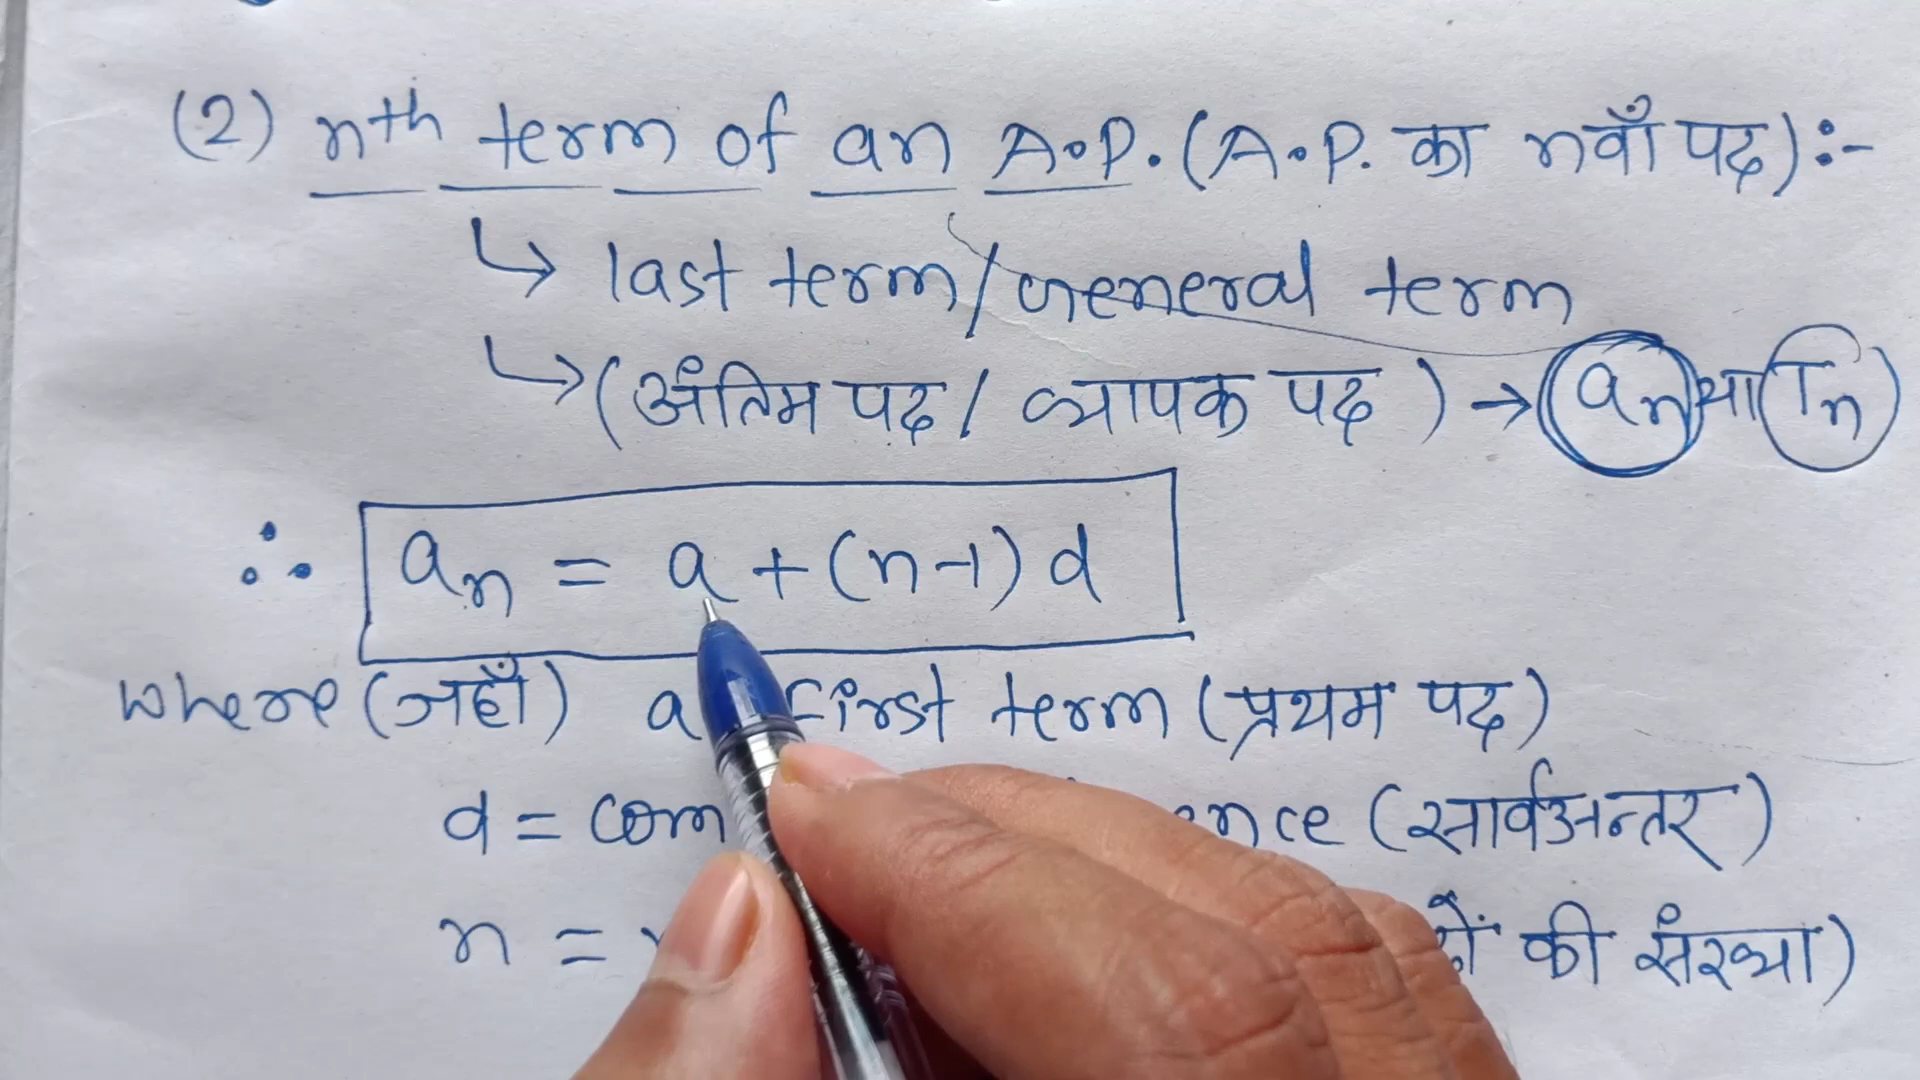 (2) nth term of an A.P. (A.P. का nवाँ पद) :-
↳ last term/General term
↳ (अंतिम पद / व्यापक पद) → an या Tn
∴ an = a + (n-1) d
where (जहाँ) a First term (प्रथम पद)
d = com nce (सार्वअन्तर)
n = की संख्या)